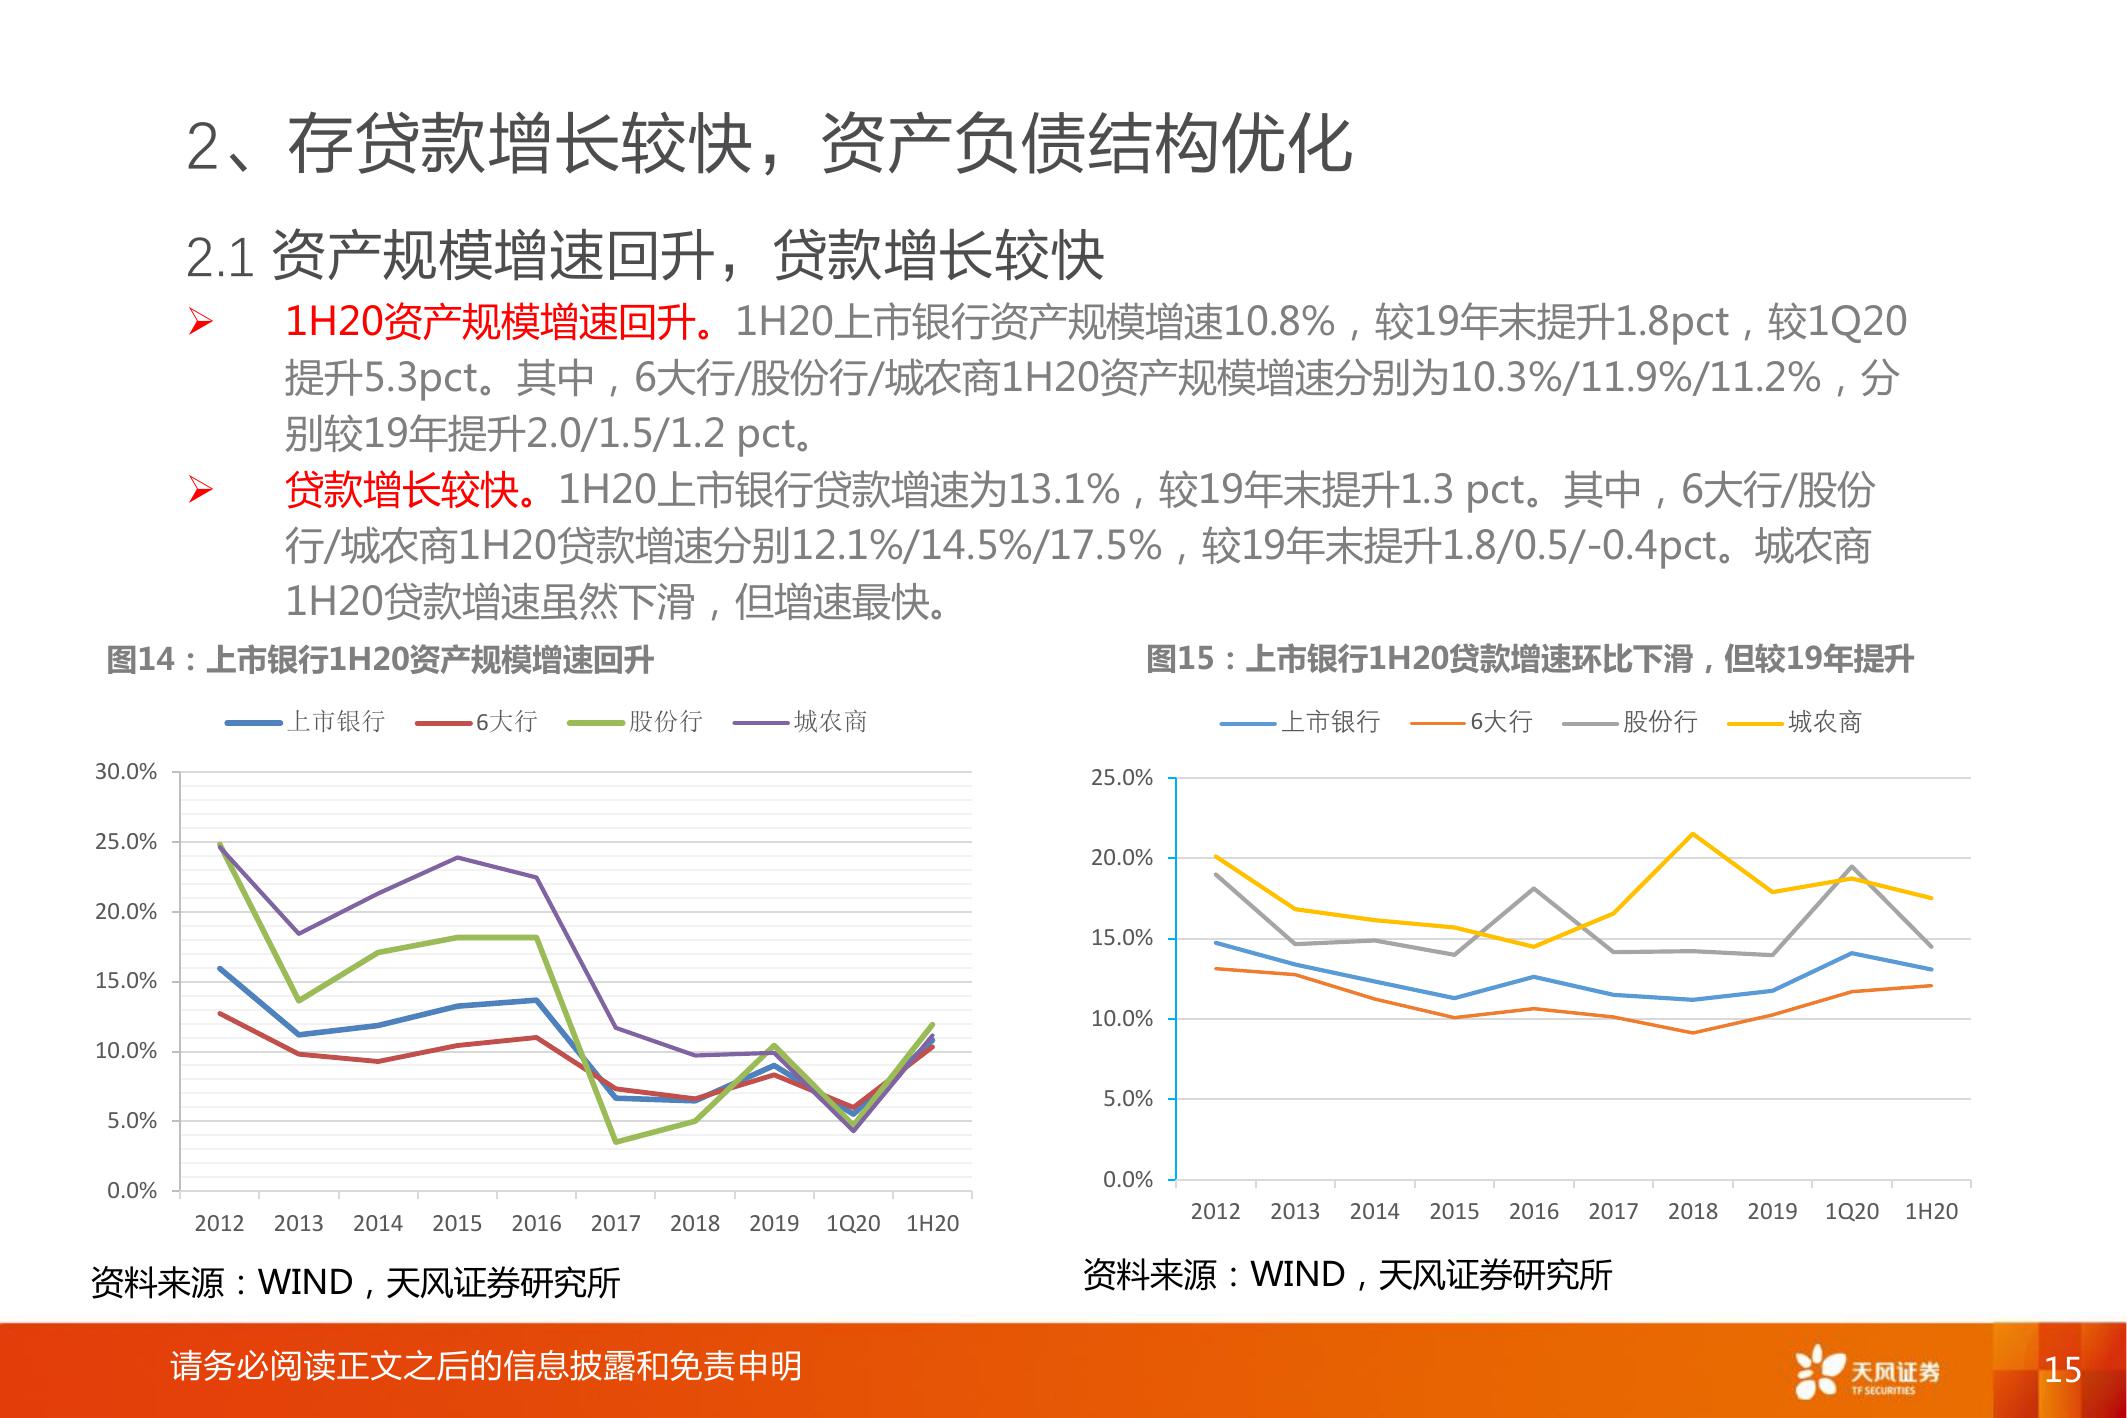 2、存贷款增长较快，资产负债结构优化
2.1 资产规模增速回升，贷款增长较快
➢ 1H20资产规模增速回升。1H20上市银行资产规模增速10.8%，较19年末提升1.8pct，较1Q20
提升5.3pct。其中，6大行/股份行/城农商1H20资产规模增速分别为10.3%/11.9%/11.2%，分
别较19年提升2.0/1.5/1.2 pct。
➢ 贷款增长较快。1H20上市银行贷款增速为13.1%，较19年末提升1.3 pct。其中，6大行/股份
行/城农商1H20贷款增速分别12.1%/14.5%/17.5%，较19年末提升1.8/0.5/-0.4pct。城农商
1H20贷款增速虽然下滑，但增速最快。
图14：上市银行1H20资产规模增速回升
上市银行 6大行 股份行 城农商
30.0%
25.0%
20.0%
15.0%
10.0%
5.0%
0.0%
2012 2013 2014 2015 2016 2017 2018 2019 1Q20 1H20
资料来源：WIND，天风证券研究所
图15：上市银行1H20贷款增速环比下滑，但较19年提升
上市银行 6大行 股份行 城农商
25.0%
20.0%
15.0%
10.0%
5.0%
0.0%
2012 2013 2014 2015 2016 2017 2018 2019 1Q20 1H20
资料来源：WIND，天风证券研究所
请务必阅读正文之后的信息披露和免责申明
天风证券
TF SECURITIES
15